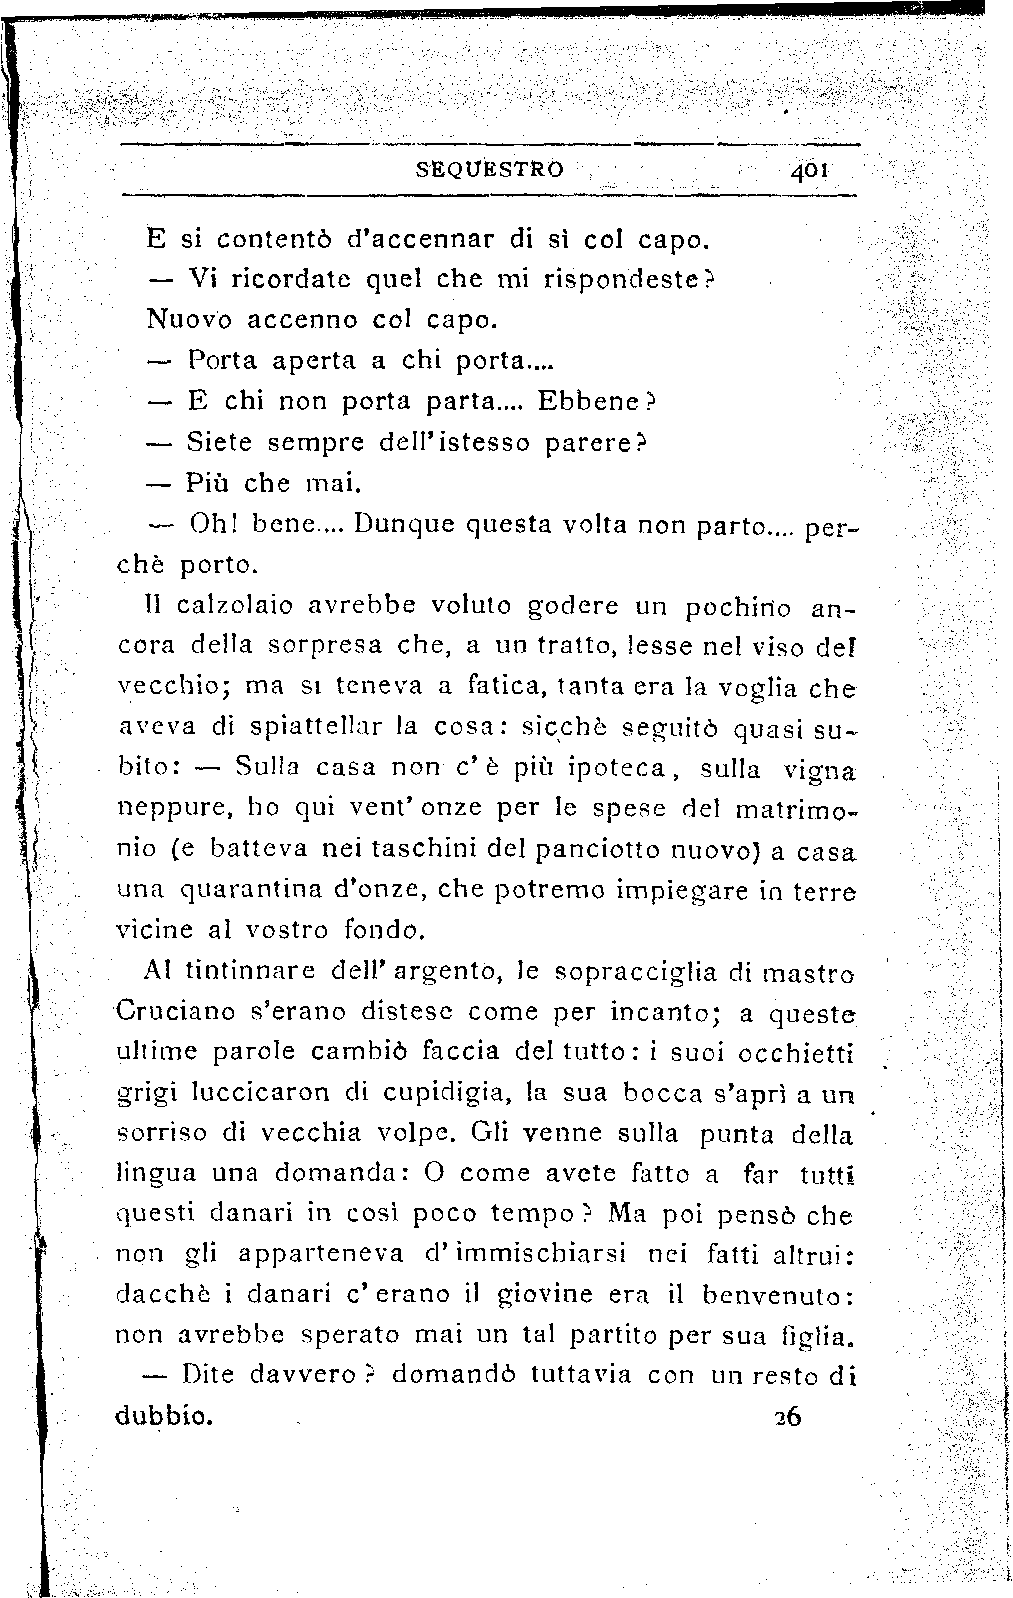 SEQUESTRO 401
E si contentò d'accennar di sì col capo.
— Vi ricordate quel che mi rispondeste?
Nuovo accenno col capo.
— Porta aperta a chi porta....
— E chi non porta parta.... Ebbene?
— Siete sempre dell'istesso parere?
— Più che mai.
— Oh! bene.... Dunque questa volta non parto.... per-
chè porto.
Il calzolaio avrebbe voluto godere un pochino an-
cora della sorpresa che, a un tratto, lesse nel viso del
vecchio; ma si teneva a fatica, tanta era la voglia che
aveva di spiattellar la cosa: sicchè seguitò quasi su-
bito: — Sulla casa non c'è più ipoteca, sulla vigna
neppure, ho qui vent'onze per le spese del matrimo-
nio (e batteva nei taschini del panciotto nuovo) a casa
una quarantina d'onze, che potremo impiegare in terre
vicine al vostro fondo.
Al tintinnare dell'argento, le sopracciglia di mastro
Cruciano s'erano distese come per incanto; a queste
ultime parole cambiò faccia del tutto: i suoi occhietti
grigi luccicaron di cupidigia, la sua bocca s'aprì a un
sorriso di vecchia volpe. Gli venne sulla punta della
lingua una domanda: O come avete fatto a far tutti
questi danari in così poco tempo? Ma poi pensò che
non gli apparteneva d'immischiarsi nei fatti altrui:
dacchè i danari c'erano il giovine era il benvenuto:
non avrebbe sperato mai un tal partito per sua figlia.
— Dite davvero? domandò tuttavia con un resto di
dubbio. 26